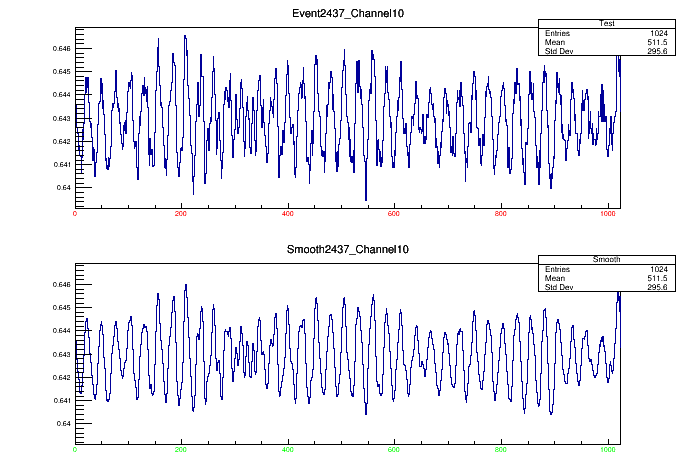 Event2437_Channel10
Test
Entries 1024
Mean 511.5
Std Dev 295.6
0.646
0.645
0.644
0.643
0.642
0.641
0.64
0 200 400 600 800 1000
Smooth2437_Channel10
Smooth
Entries 1024
Mean 511.5
Std Dev 295.6
0.646
0.645
0.644
0.643
0.642
0.641
0.64
0 200 400 600 800 1000